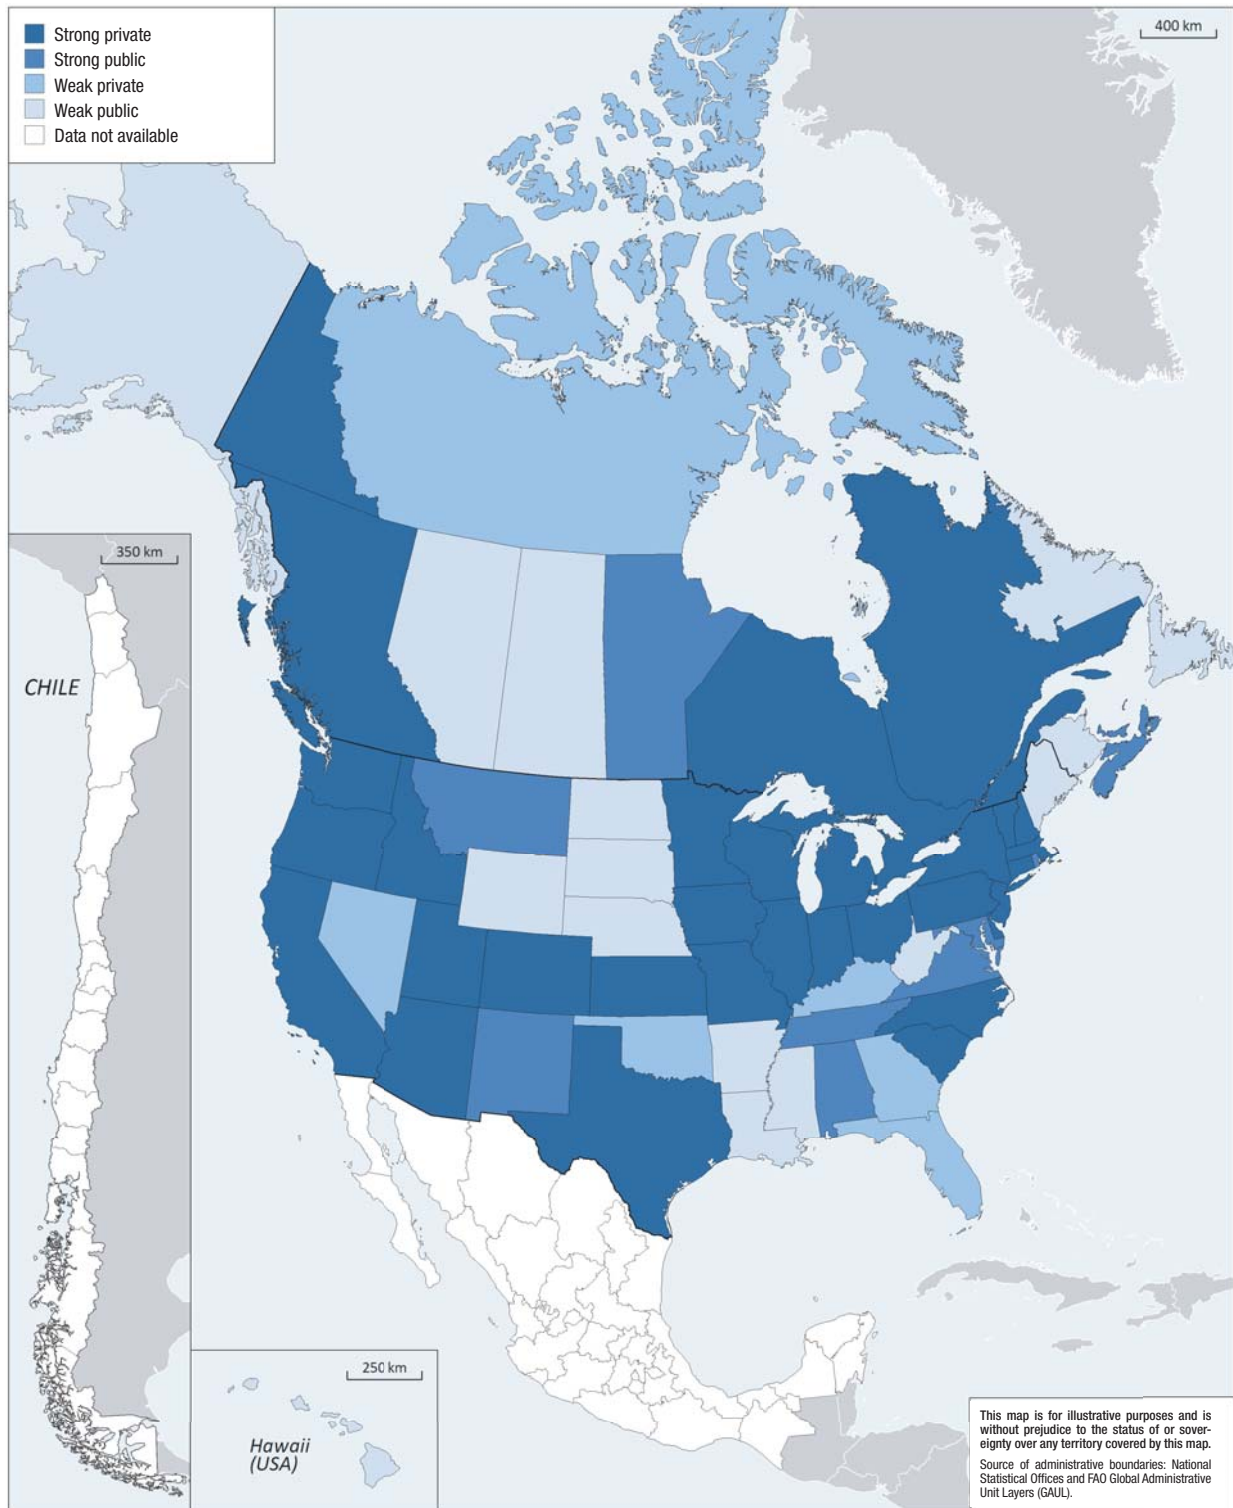 Strong private
Strong public
Weak private
Weak public
Data not available
400 km
350 km
CHILE
250 km
Hawaii
(USA)
This map is for illustrative purposes and is
without prejudice to the status of or sover-
eignty over any territory covered by this map.
Source of administrative boundaries: National
Statistical Offices and FAO Global Administrative
Unit Layers (GAUL).